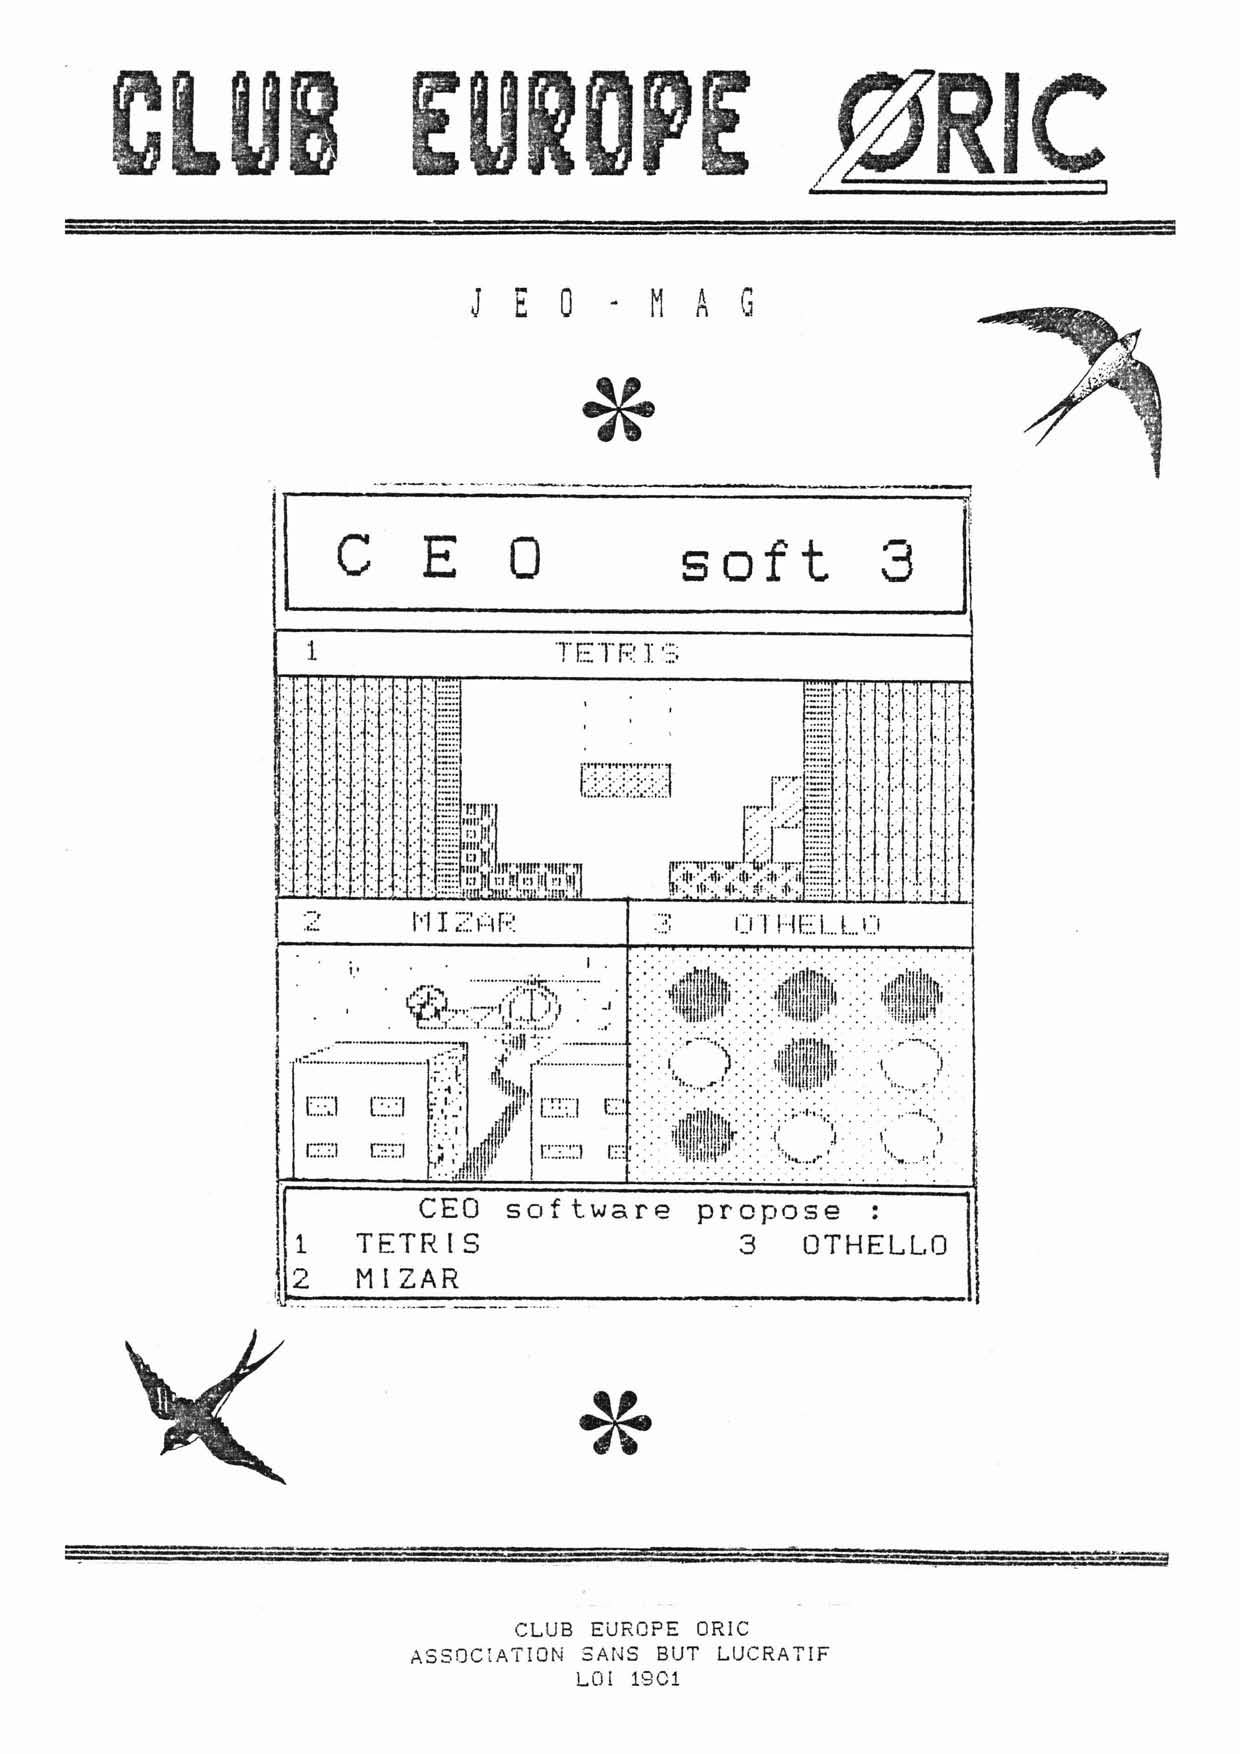 CLUB EUROPE ORIC
JEO-MAG
CEO soft 3
1 TETRIS
2 MIZAR 3 OTHELLO
CEO software propose :
1 TETRIS 3 OTHELLO
2 MIZAR
CLUB EUROPE ORIC
ASSOCIATION SANS BUT LUCRATIF
LOI 1901